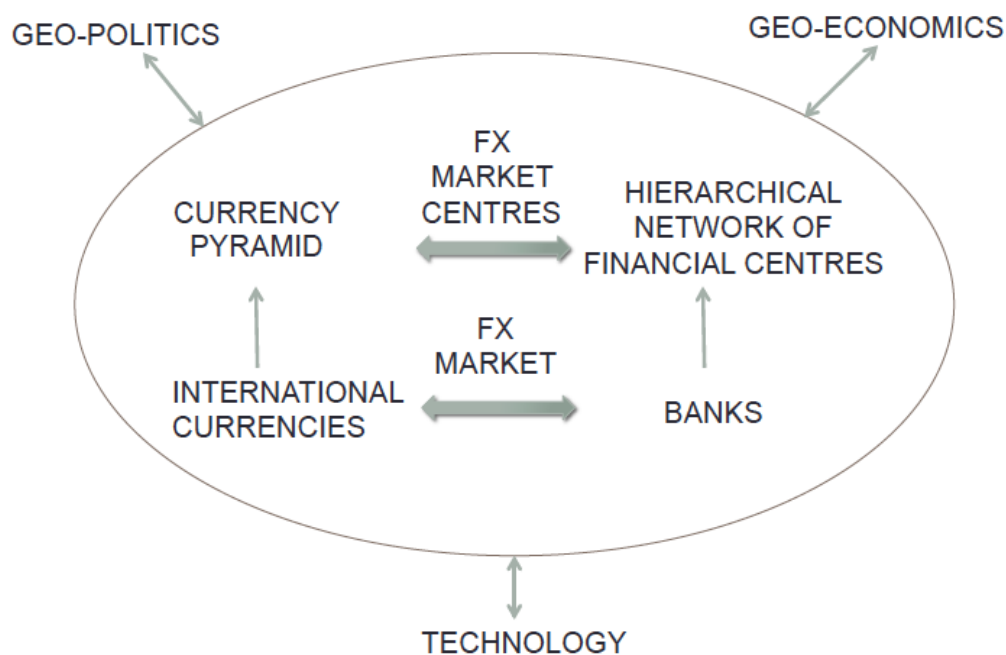 GEO-POLITICS
GEO-ECONOMICS
FX
MARKET
CENTRES
CURRENCY
PYRAMID
HIERARCHICAL
NETWORK OF
FINANCIAL CENTRES
FX
MARKET
INTERNATIONAL
CURRENCIES
BANKS
TECHNOLOGY